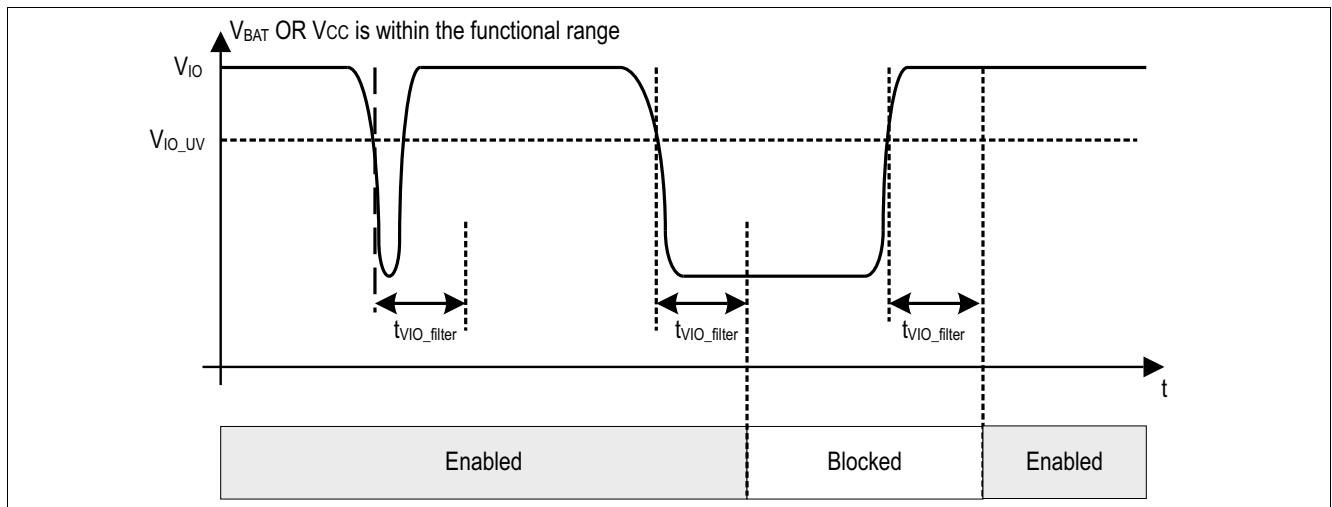 VBAT OR VCC is within the functional range
VIO
VIO_UV
tVIO_filter tVIO_filter tVIO_filter
t
Enabled Blocked Enabled